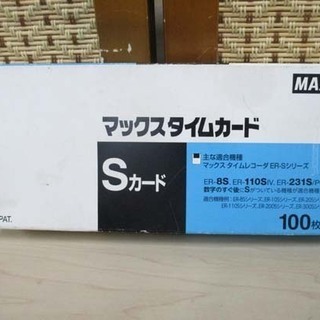 MAX
マックスタイムカード
Sカード
主な適合機種
マックス タイムレコーダ ER-Sシリーズ
ER-8S, ER-110SIV, ER-231S/P
数字のすぐ後にSがついている機種が適合機種
100枚
PAT.